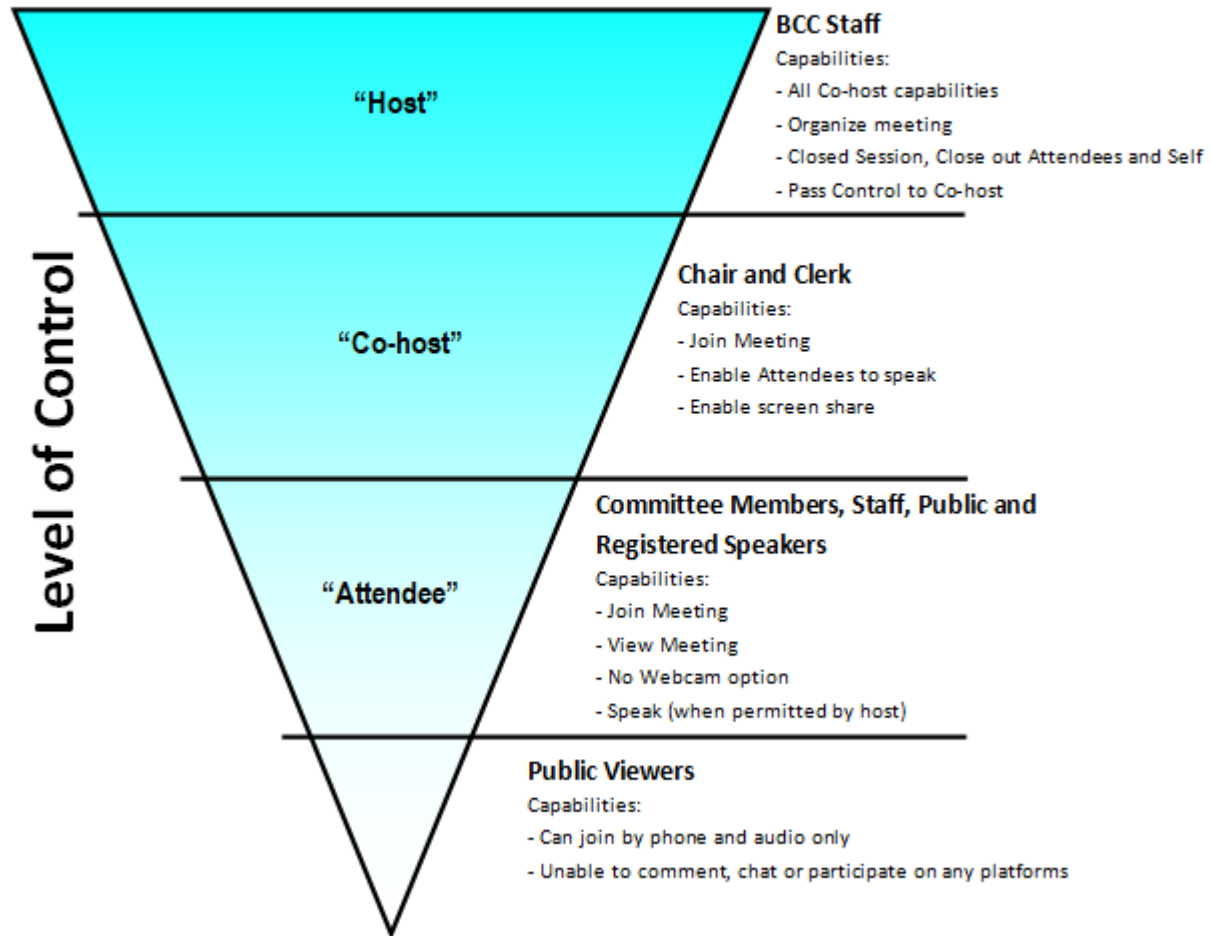 Level of Control
“Host”
BCC Staff
Capabilities:
- All Co-host capabilities
- Organize meeting
- Closed Session, Close out Attendees and Self
- Pass Control to Co-host
“Co-host”
Chair and Clerk
Capabilities:
- Join Meeting
- Enable Attendees to speak
- Enable screen share
“Attendee”
Committee Members, Staff, Public and
Registered Speakers
Capabilities:
- Join Meeting
- View Meeting
- No Webcam option
- Speak (when permitted by host)
Public Viewers
Capabilities:
- Can join by phone and audio only
- Unable to comment, chat or participate on any platforms